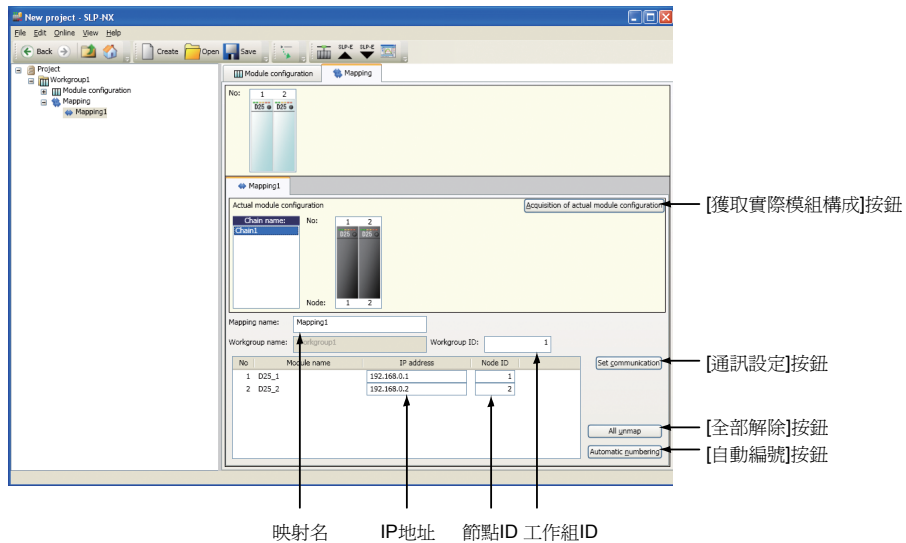 New project - SLP-NX
File Edit Online View Help
Back Create Open Save SLP-E SLP-E
Project
Workgroup1
Module configuration
Mapping
Mapping1
Module configuration Mapping
No: 1 2
D25 D25
Mapping1
Actual module configuration
Acquisition of actual module configuration
[獲取實際模組構成]按鈕
Chain name:
Chain1
No: 1 2
D25 D25
Node: 1 2
Mapping name: Mapping1
Workgroup name: Workgroup1 Workgroup ID: 1
No Module name IP address Node ID
1 D25_1 192.168.0.1 1
2 D25_2 192.168.0.2 2
Set communication
[通訊設定]按鈕
All unmap
[全部解除]按鈕
Automatic numbering
[自動編號]按鈕
映射名 IP地址 節點ID 工作組ID